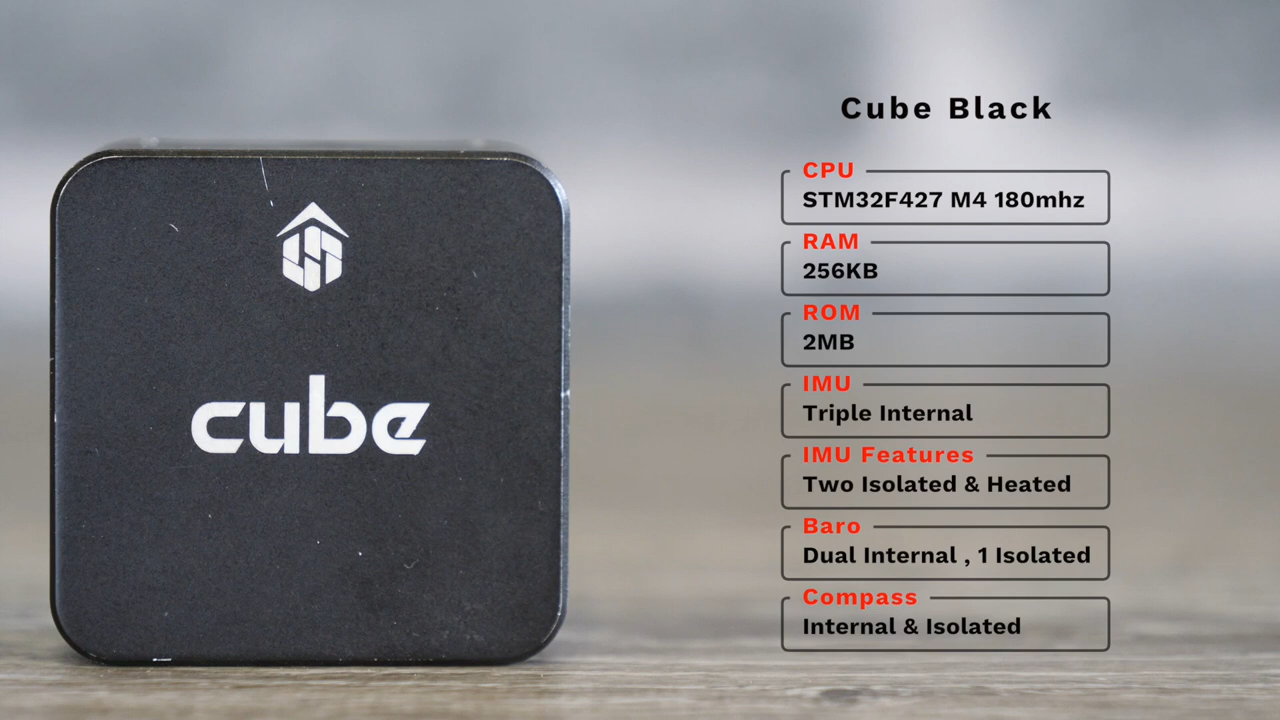 cube
Cube Black
CPU
STM32F427 M4 180mhz
RAM
256KB
ROM
2MB
IMU
Triple Internal
IMU Features
Two Isolated & Heated
Baro
Dual Internal , 1 Isolated
Compass
Internal & Isolated